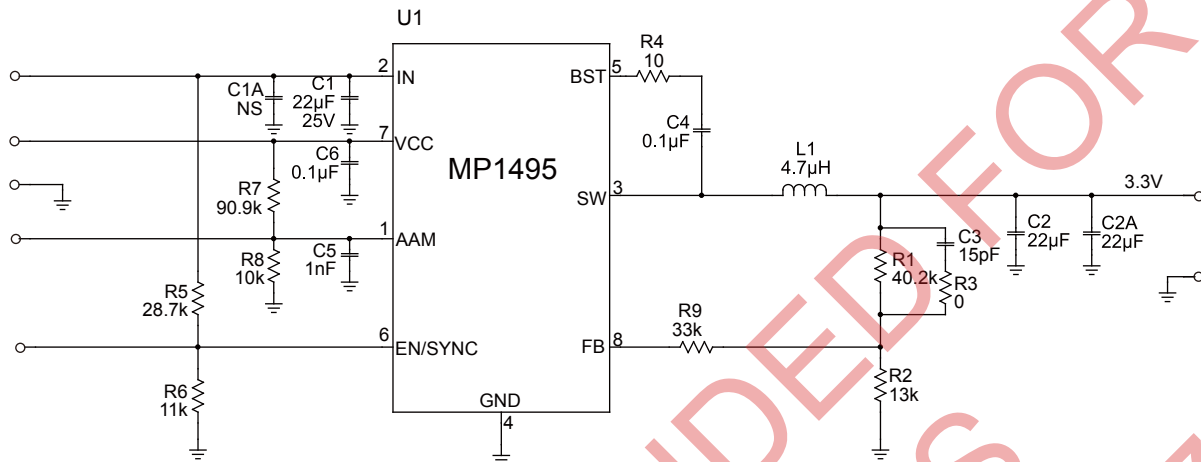 U1
MP1495
2
IN
7
VCC
1
AAM
6
EN/SYNC
GND
4
5
BST
3
SW
8
FB
C1A
NS
C1
22µF
25V
C6
0.1µF
R7
90.9k
R8
10k
C5
1nF
R5
28.7k
R6
11k
R4
10
C4
0.1µF
L1
4.7µH
3.3V
R1
40.2k
C3
15pF
R3
0
C2
22µF
C2A
22µF
R9
33k
R2
13k
NDED FOR